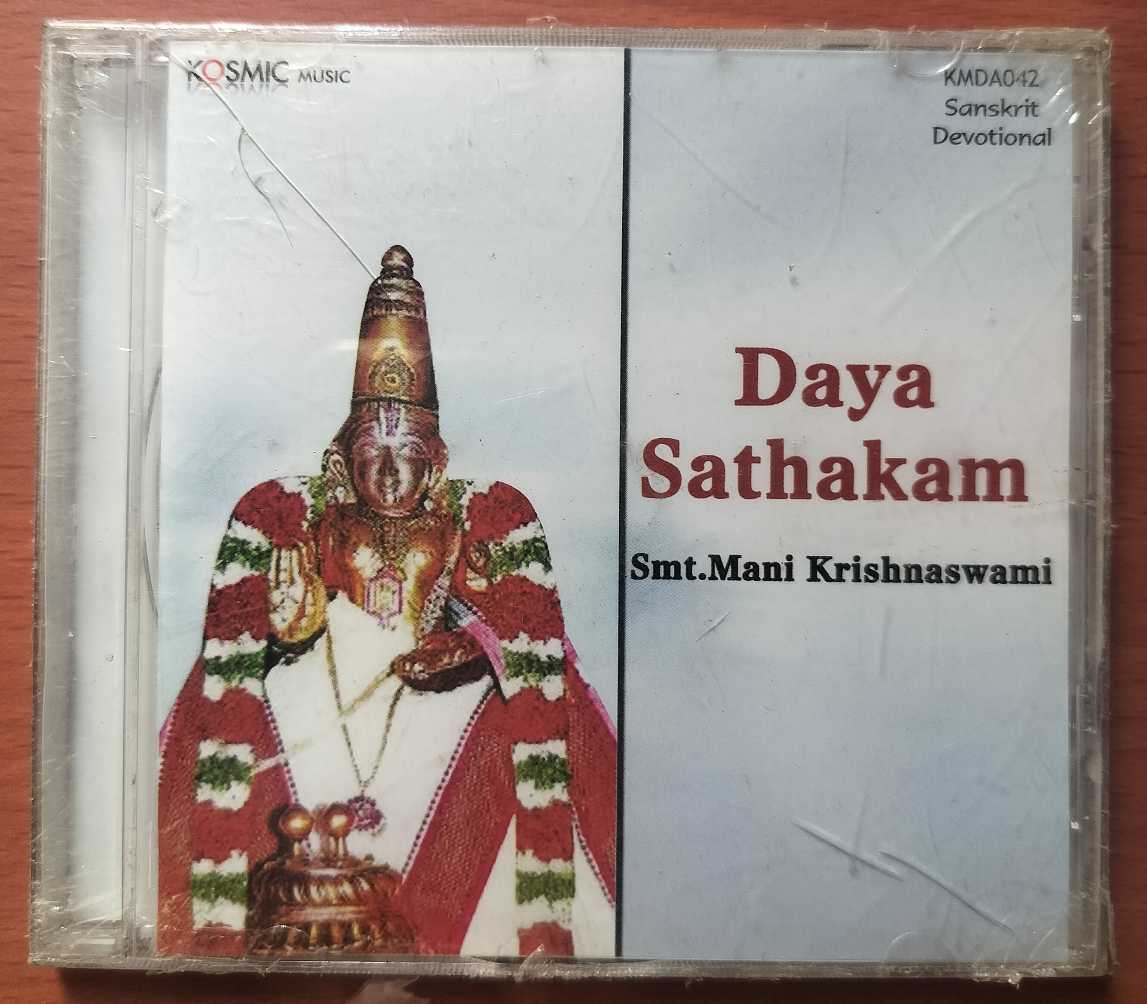 KOSMIC MUSIC
KMDA042
Sanskrit
Devotional
Daya
Sathakam
Smt.Mani Krishnaswami